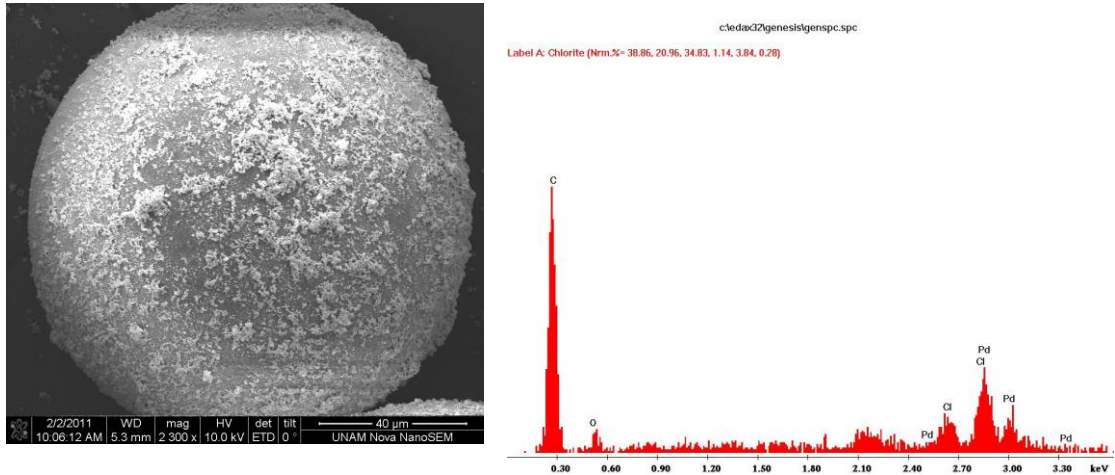 2/2/2011 WD mag HV det tilt 40 µm
10:06:12 AM 5.3 mm 2 300 x 10.0 kV ETD 0° UNAM Nova NanoSEM
c:\edax32\genesis\genspc.spc
Label A: Chlorite (Nrm.%= 38.86, 20.96, 34.83, 1.14, 3.84, 0.28)
C
O
Pd
Cl
Pd
Cl
Pd
Pd
0.30 0.60 0.90 1.20 1.50 1.80 2.10 2.40 2.70 3.00 3.30 keV